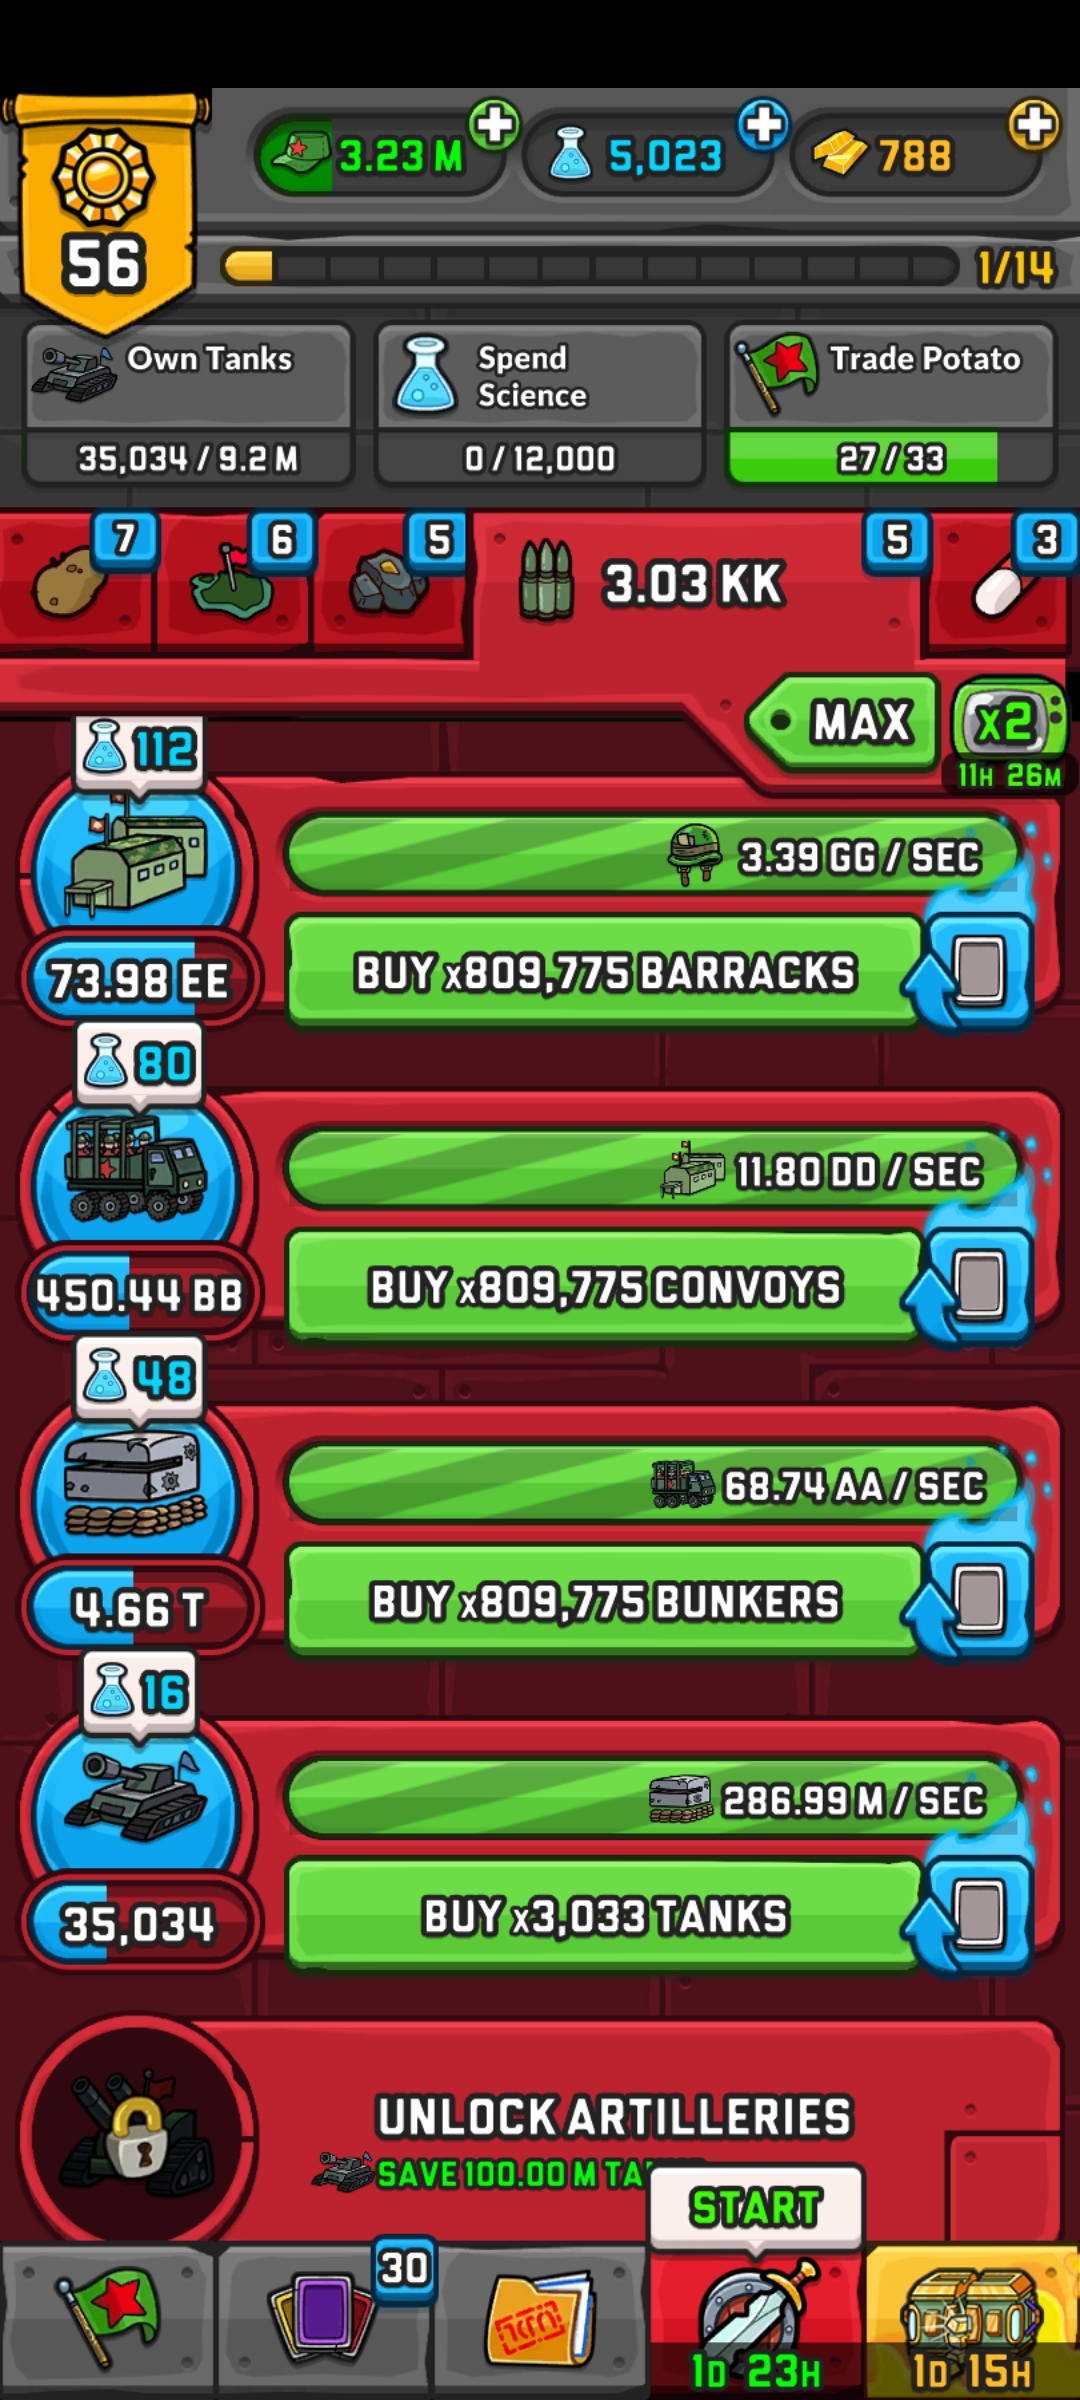 3.23 M
5,023
788
56
1/14
Own Tanks
35,034 / 9.2 M
Spend
Science
0 / 12,000
Trade Potato
27 / 33
7
6
5
3.03 KK
5
3
MAX
x2
11H 26M
112
3.39 GG / SEC
73.98 EE
BUY x809,775 BARRACKS
80
11.80 DD / SEC
450.44 BB
BUY x809,775 CONVOYS
48
68.74 AA / SEC
4.66 T
BUY x809,775 BUNKERS
16
286.99 M / SEC
35,034
BUY x3,033 TANKS
UNLOCK ARTILLERIES
SAVE 100.00 M
START
30
1D 23H
1D 15H